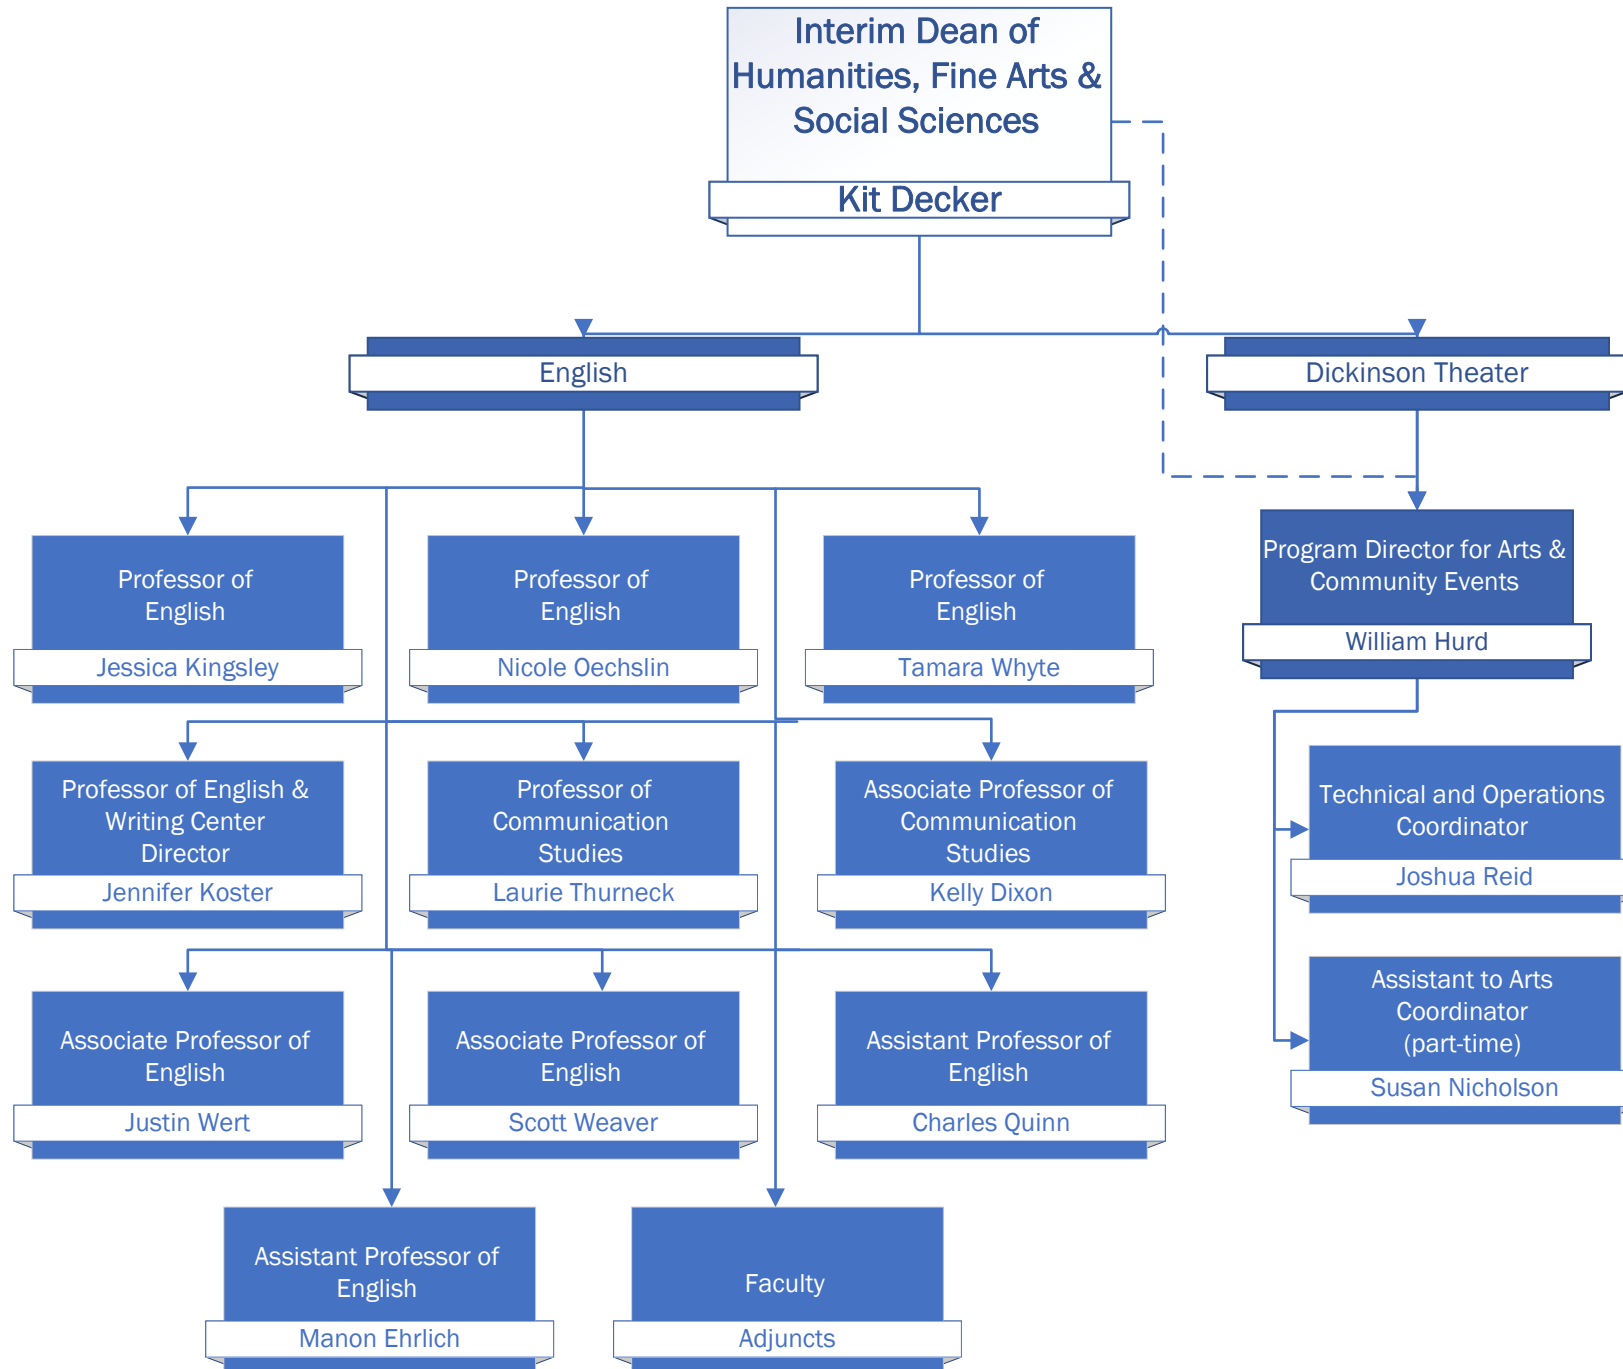 Interim Dean of
Humanities, Fine Arts &
Social Sciences
Kit Decker
English
Dickinson Theater
Professor of
English
Jessica Kingsley
Professor of
English
Nicole Oechslin
Professor of
English
Tamara Whyte
Program Director for Arts &
Community Events
William Hurd
Professor of English &
Writing Center
Director
Jennifer Koster
Professor of
Communication
Studies
Laurie Thurneck
Associate Professor of
Communication
Studies
Kelly Dixon
Technical and Operations
Coordinator
Joshua Reid
Associate Professor of
English
Justin Wert
Associate Professor of
English
Scott Weaver
Assistant Professor of
English
Charles Quinn
Assistant to Arts
Coordinator
(part-time)
Susan Nicholson
Assistant Professor of
English
Manon Ehrlich
Faculty
Adjuncts